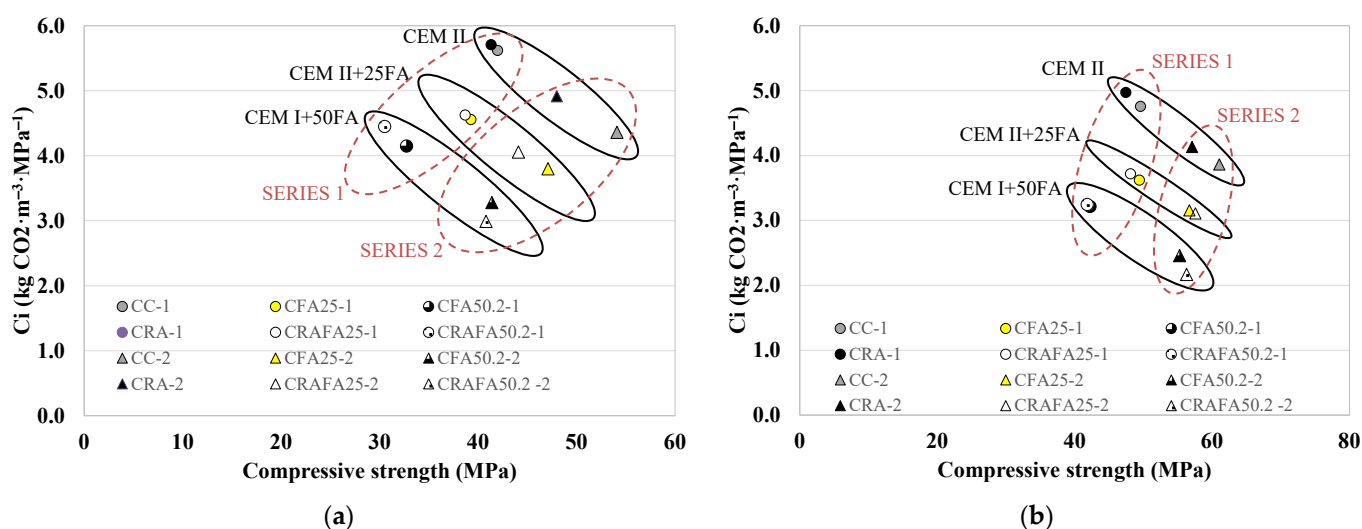 6.0
5.0
4.0
3.0
2.0
1.0
0.0
Ci (kg CO2·m⁻³·MPa⁻¹)
CEM II
CEM II+25FA
CEM I+50FA
SERIES 1
SERIES 2
CC-1 CFA25-1 CFA50.2-1
CRA-1 CRAFA25-1 CRAFA50.2-1
CC-2 CFA25-2 CFA50.2-2
CRA-2 CRAFA25-2 CRAFA50.2 -2
0 10 20 30 40 50 60
Compressive strength (MPa)
(a)
6.0
5.0
4.0
3.0
2.0
1.0
0.0
Ci (kg CO2·m⁻³·MPa⁻¹)
SERIES 1
CEM II
SERIES 2
CEM II+25FA
CEM I+50FA
CC-1 CFA25-1 CFA50.2-1
CRA-1 CRAFA25-1 CRAFA50.2-1
CC-2 CFA25-2 CFA50.2-2
CRA-2 CRAFA25-2 CRAFA50.2 -2
0 20 40 60 80
Compressive strength (MPa)
(b)